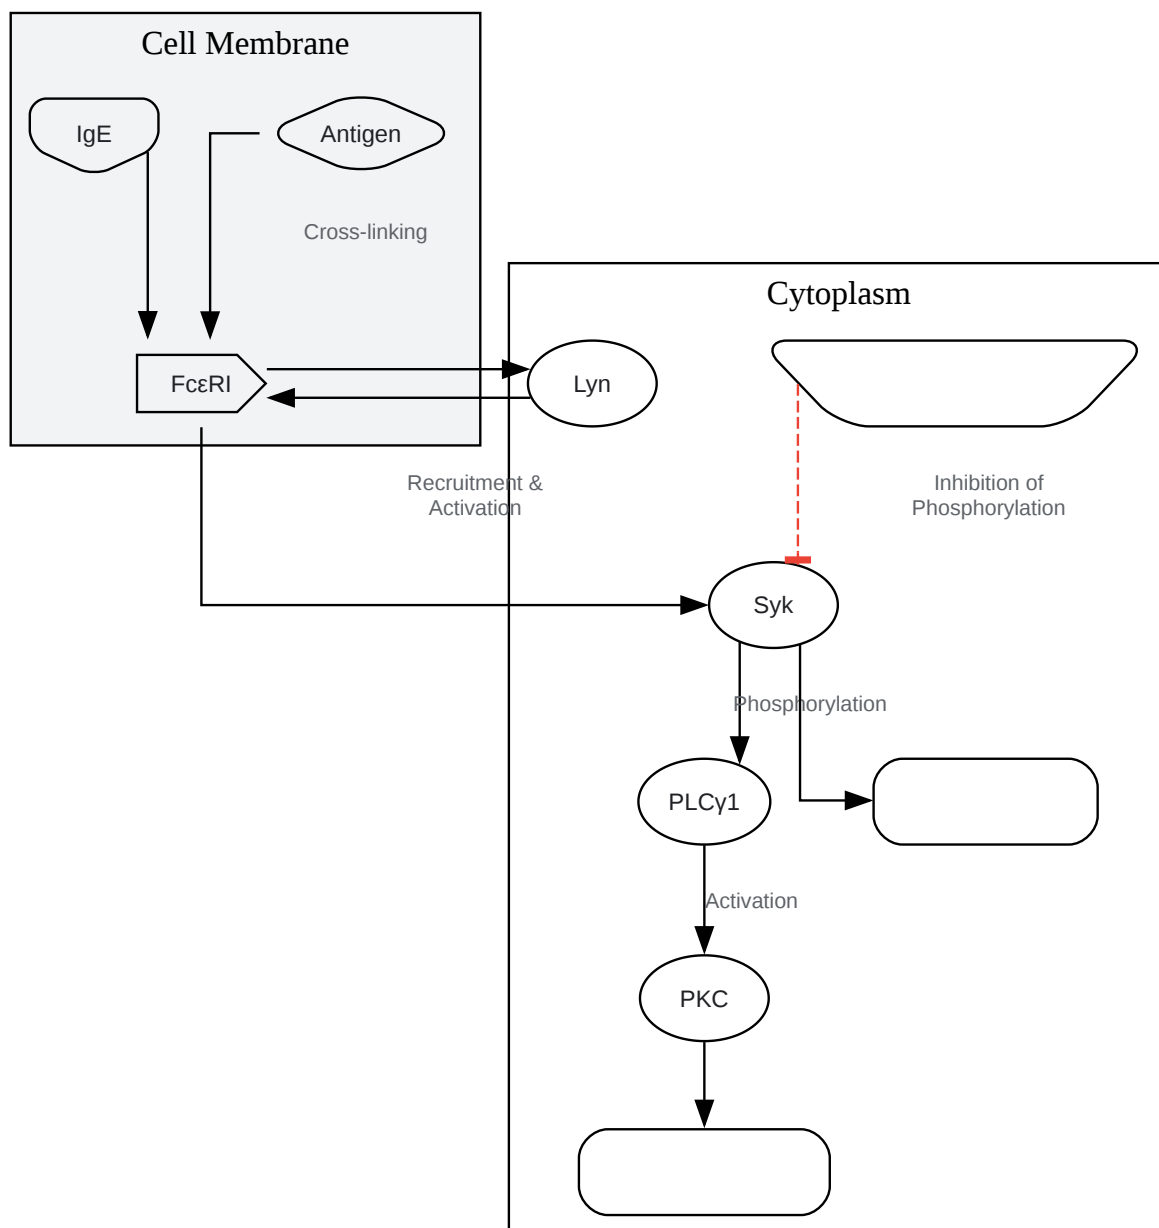 Cell Membrane
IgE
Antigen
Cross-linking
Cytoplasm
FcεRI
Lyn
Recruitment &
Activation
Inhibition of
Phosphorylation
Syk
Phosphorylation
PLCγ1
Activation
PKC